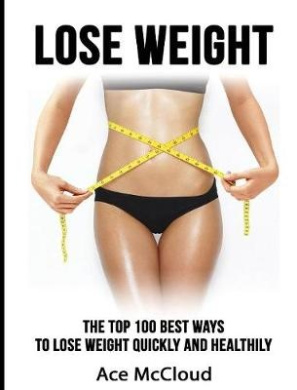 LOSE WEIGHT
THE TOP 100 BEST WAYS
TO LOSE WEIGHT QUICKLY AND HEALTHILY
Ace McCloud